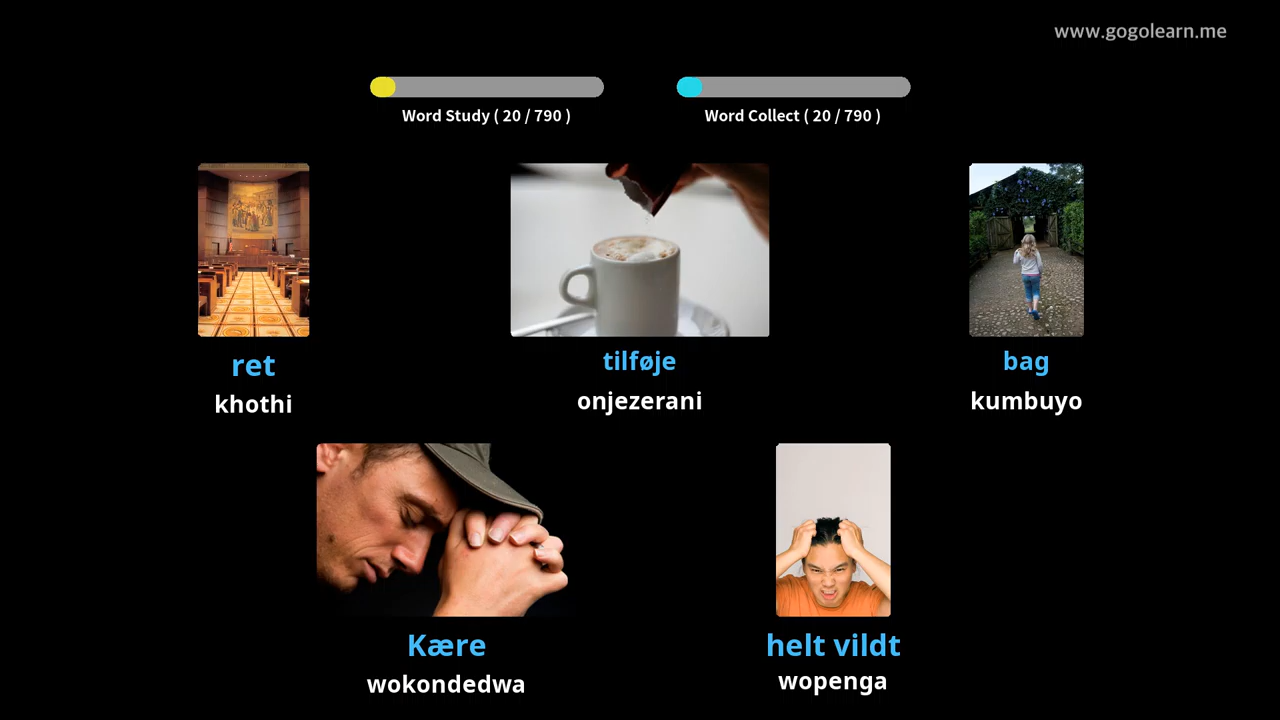 www.gogolearn.me
Word Study ( 20 / 790 )
Word Collect ( 20 / 790 )
ret
khothi
tilføje
onjezerani
bag
kumbuyo
Kære
wokondedwa
helt vildt
wopenga